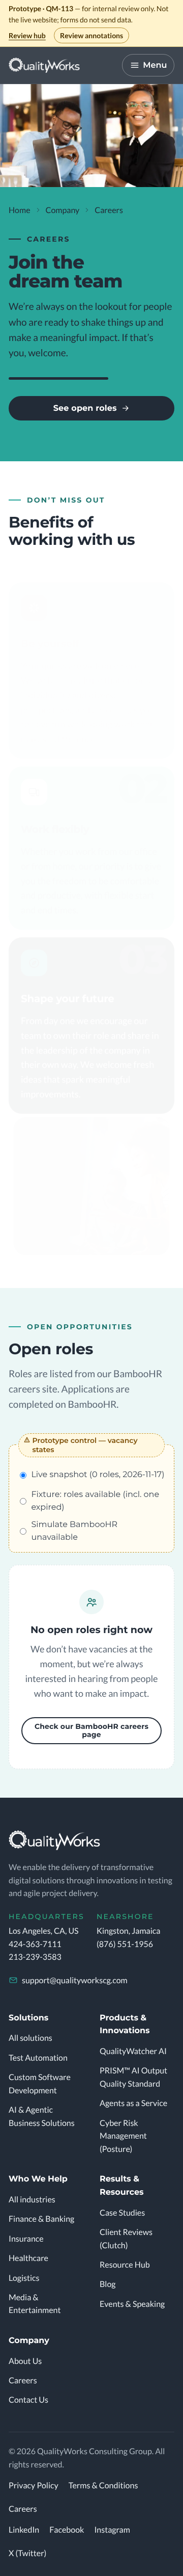 Prototype · QM-113 — for internal review only. Not
the live website; forms do not send data.
Review hub
Review annotations
QualityWorks
Menu
Home > Company > Careers
CAREERS
Join the
dream team
We're always on the lookout for people
who are ready to shake things up and
make a meaningful impact. If that's
you, welcome.
See open roles →
DON'T MISS OUT
Benefits of
working with us
Shape your future
Open roles
OPEN OPPORTUNITIES
Roles are listed from our BambooHR
careers site. Applications are
completed on BambooHR.
Prototype control — vacancy
states
Live snapshot (0 roles, 2026-11-17)
Fixture: roles available (incl. one
expired)
Simulate BambooHR
unavailable
No open roles right now
We don't have vacancies at the
moment, but we're always
interested in hearing from people
who want to make an impact.
Check our BambooHR careers
page
QualityWorks
We enable the delivery of transformative
digital solutions through innovative thinking
and agile project delivery.
HEADQUARTERS
Los Angeles, CA, US
424-363-7111
213-239-3583
NEARSHORE
Kingston, Jamaica
(876) 551-1956
support@qualityworkscg.com
Solutions
All solutions
Test Automation
Custom Software
Development
AI & Agentic
Business Solutions
Products &
Innovations
QualityWatcher AI
PRISM™ AI Output
Quality Standard
Agents as a Service
Cyber Risk
Management
(Posture)
Who We Help
All industries
Finance & Banking
Insurance
Healthcare
Logistics
Media &
Entertainment
Results &
Resources
Case Studies
Client Reviews
(Clutch)
Resource Hub
Blog
Events & Speaking
Company
About Us
Careers
Contact Us
© 2026 QualityWorks Consulting Group. All
rights reserved.
Privacy Policy
Terms & Conditions
Careers
LinkedIn
Facebook
Instagram
X (Twitter)